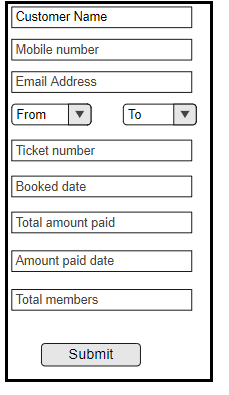 Customer Name
Mobile number
Email Address
From To
Ticket number
Booked date
Total amount paid
Amount paid date
Total members
Submit